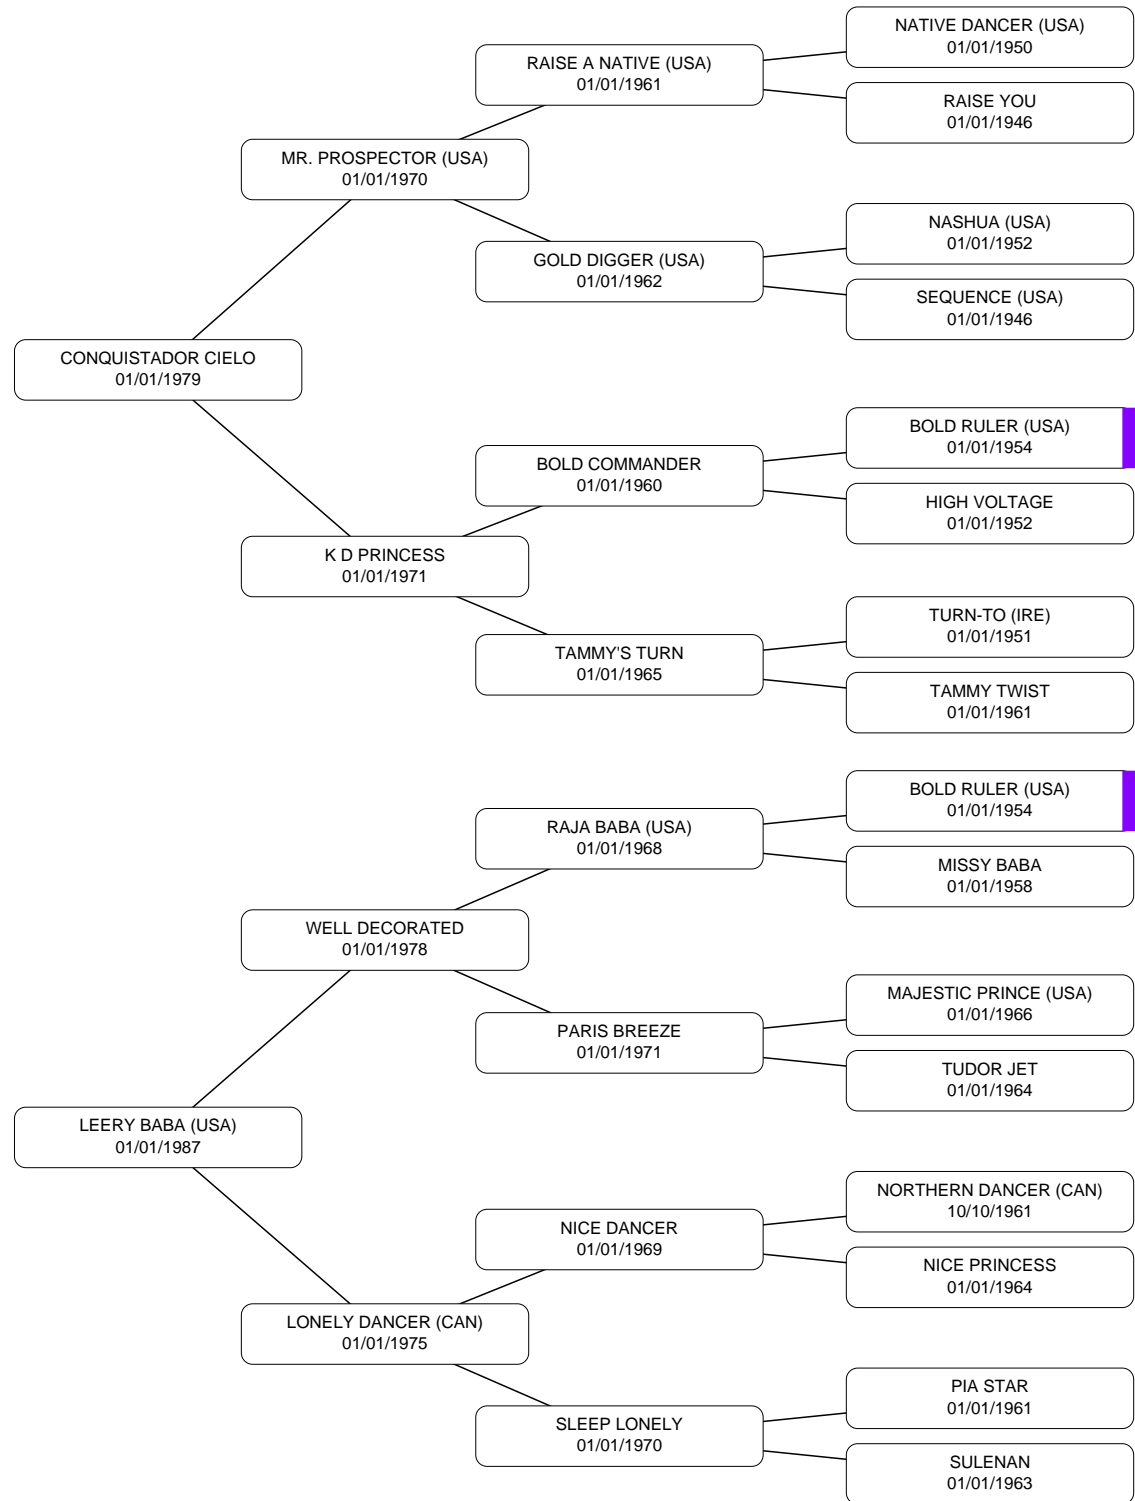 NATIVE DANCER (USA)
01/01/1950
RAISE A NATIVE (USA)
01/01/1961
RAISE YOU
01/01/1946
MR. PROSPECTOR (USA)
01/01/1970
NASHUA (USA)
01/01/1952
GOLD DIGGER (USA)
01/01/1962
SEQUENCE (USA)
01/01/1946
CONQUISTADOR CIELO
01/01/1979
BOLD RULER (USA)
01/01/1954
BOLD COMMANDER
01/01/1960
HIGH VOLTAGE
01/01/1952
K D PRINCESS
01/01/1971
TURN-TO (IRE)
01/01/1951
TAMMY'S TURN
01/01/1965
TAMMY TWIST
01/01/1961
BOLD RULER (USA)
01/01/1954
RAJA BABA (USA)
01/01/1968
MISSY BABA
01/01/1958
WELL DECORATED
01/01/1978
MAJESTIC PRINCE (USA)
01/01/1966
PARIS BREEZE
01/01/1971
TUDOR JET
01/01/1964
LEERY BABA (USA)
01/01/1987
NORTHERN DANCER (CAN)
10/10/1961
NICE DANCER
01/01/1969
NICE PRINCESS
01/01/1964
LONELY DANCER (CAN)
01/01/1975
PIA STAR
01/01/1961
SLEEP LONELY
01/01/1970
SULENAN
01/01/1963